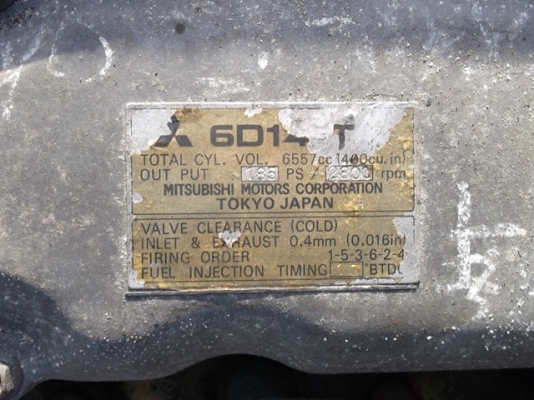 6D14-T
TOTAL CYL. VOL. 6557cc (400cu.in)
OUT PUT 185 PS / 2800 rpm
MITSUBISHI MOTORS CORPORATION
TOKYO JAPAN
VALVE CLEARANCE (COLD)
INLET & EXHAUST 0.4mm (0.016in)
FIRING ORDER 1-5-3-6-2-4
FUEL INJECTION TIMING °BTDC